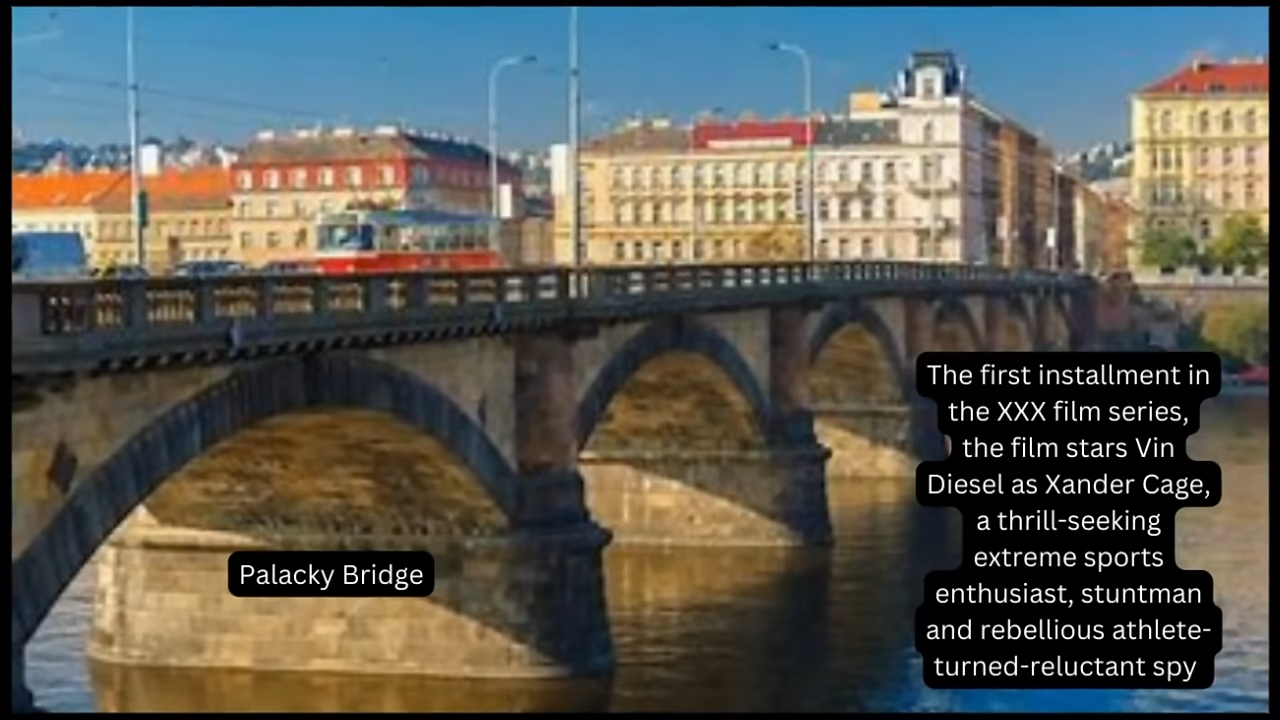 Palacky Bridge
The first installment in
the XXX film series,
the film stars Vin
Diesel as Xander Cage,
a thrill-seeking
extreme sports
enthusiast, stuntman
and rebellious athlete-
turned-reluctant spy